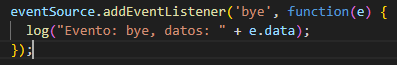 eventSource.addEventListener('bye', function(e) {
  log("Evento: bye, datos: " + e.data);
});